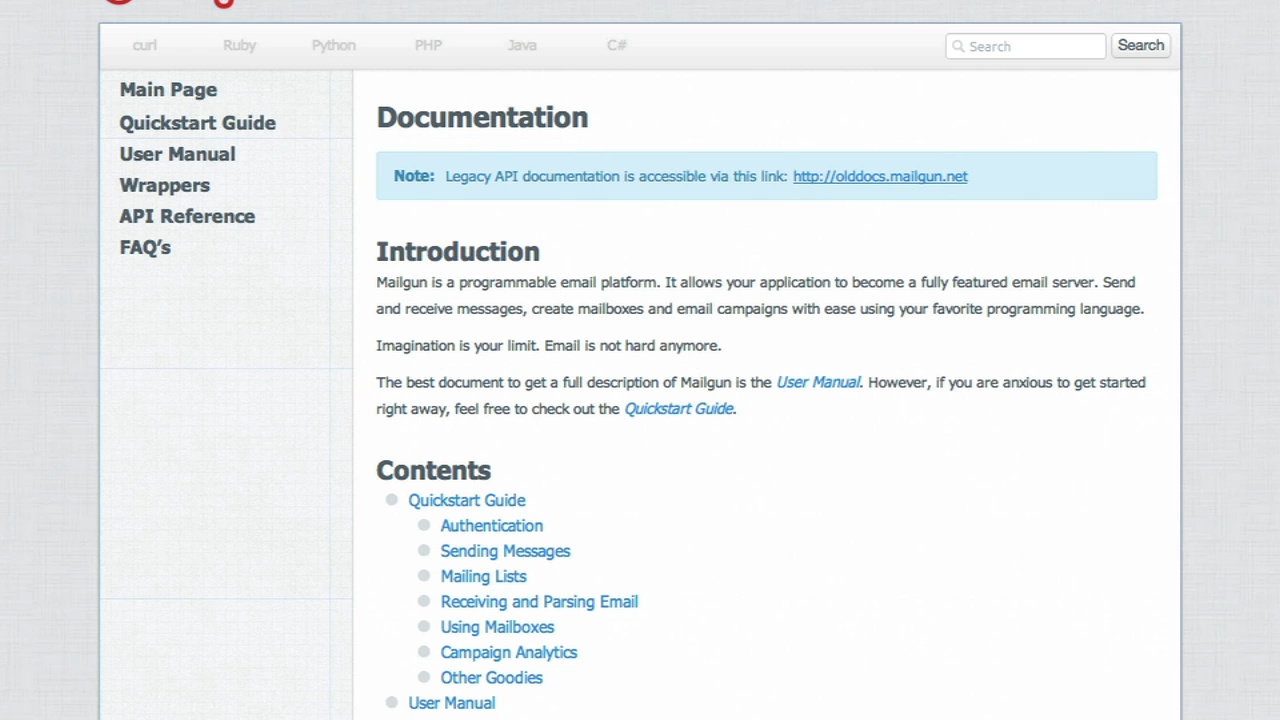 curl Ruby Python PHP Java C# Search Search
Main Page
Quickstart Guide
User Manual
Wrappers
API Reference
FAQ’s
Documentation
Note: Legacy API documentation is accessible via this link: http://olddocs.mailgun.net
Introduction
Mailgun is a programmable email platform. It allows your application to become a fully featured email server. Send
and receive messages, create mailboxes and email campaigns with ease using your favorite programming language.
Imagination is your limit. Email is not hard anymore.
The best document to get a full description of Mailgun is the User Manual. However, if you are anxious to get started
right away, feel free to check out the Quickstart Guide.
Contents
Quickstart Guide
Authentication
Sending Messages
Mailing Lists
Receiving and Parsing Email
Using Mailboxes
Campaign Analytics
Other Goodies
User Manual